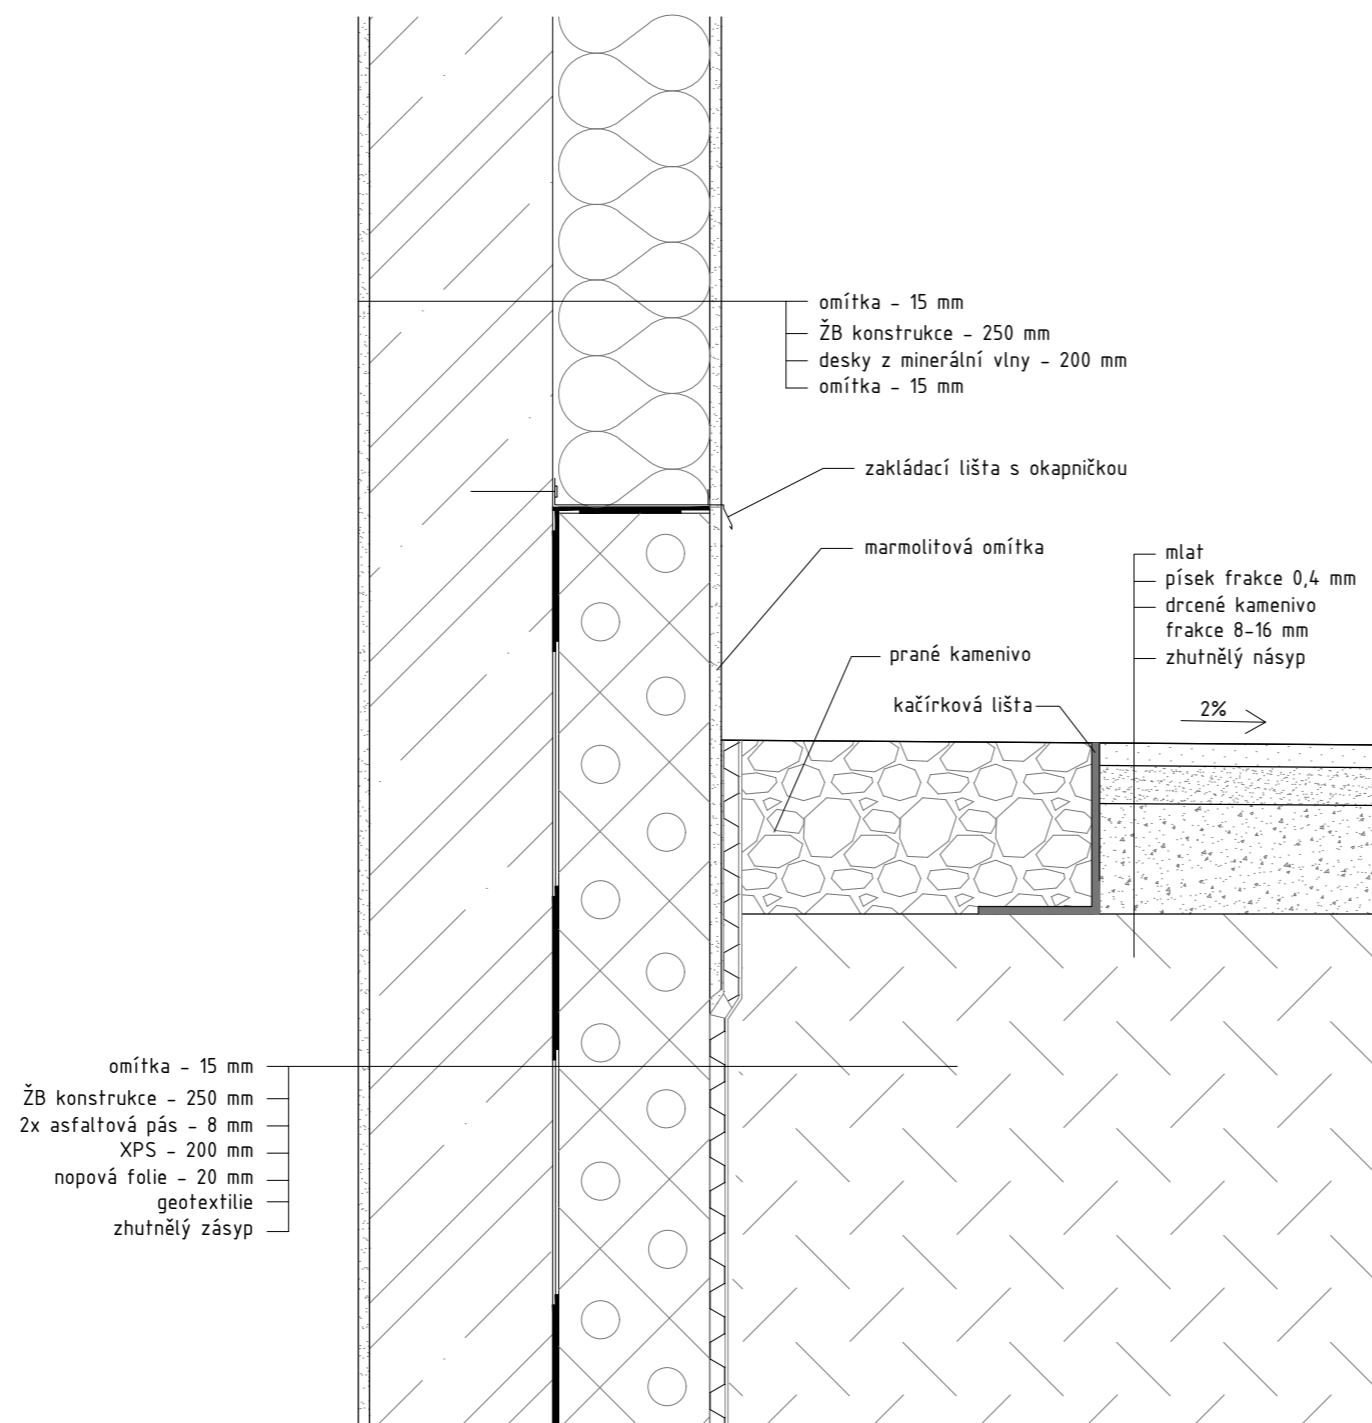 omítka – 15 mm
ŽB konstrukce – 250 mm
desky z minerální vlny – 200 mm
omítka – 15 mm
zakládací lišta s okapničkou
marmolitová omítka
mlat
písek frakce 0,4 mm
drcené kamenivo
frakce 8–16 mm
zhutnělý násyp
prané kamenivo
kačírková lišta
2%
omítka – 15 mm
ŽB konstrukce – 250 mm
2x asfaltová pás – 8 mm
XPS – 200 mm
nopová folie – 20 mm
geotextilie
zhutnělý zásyp